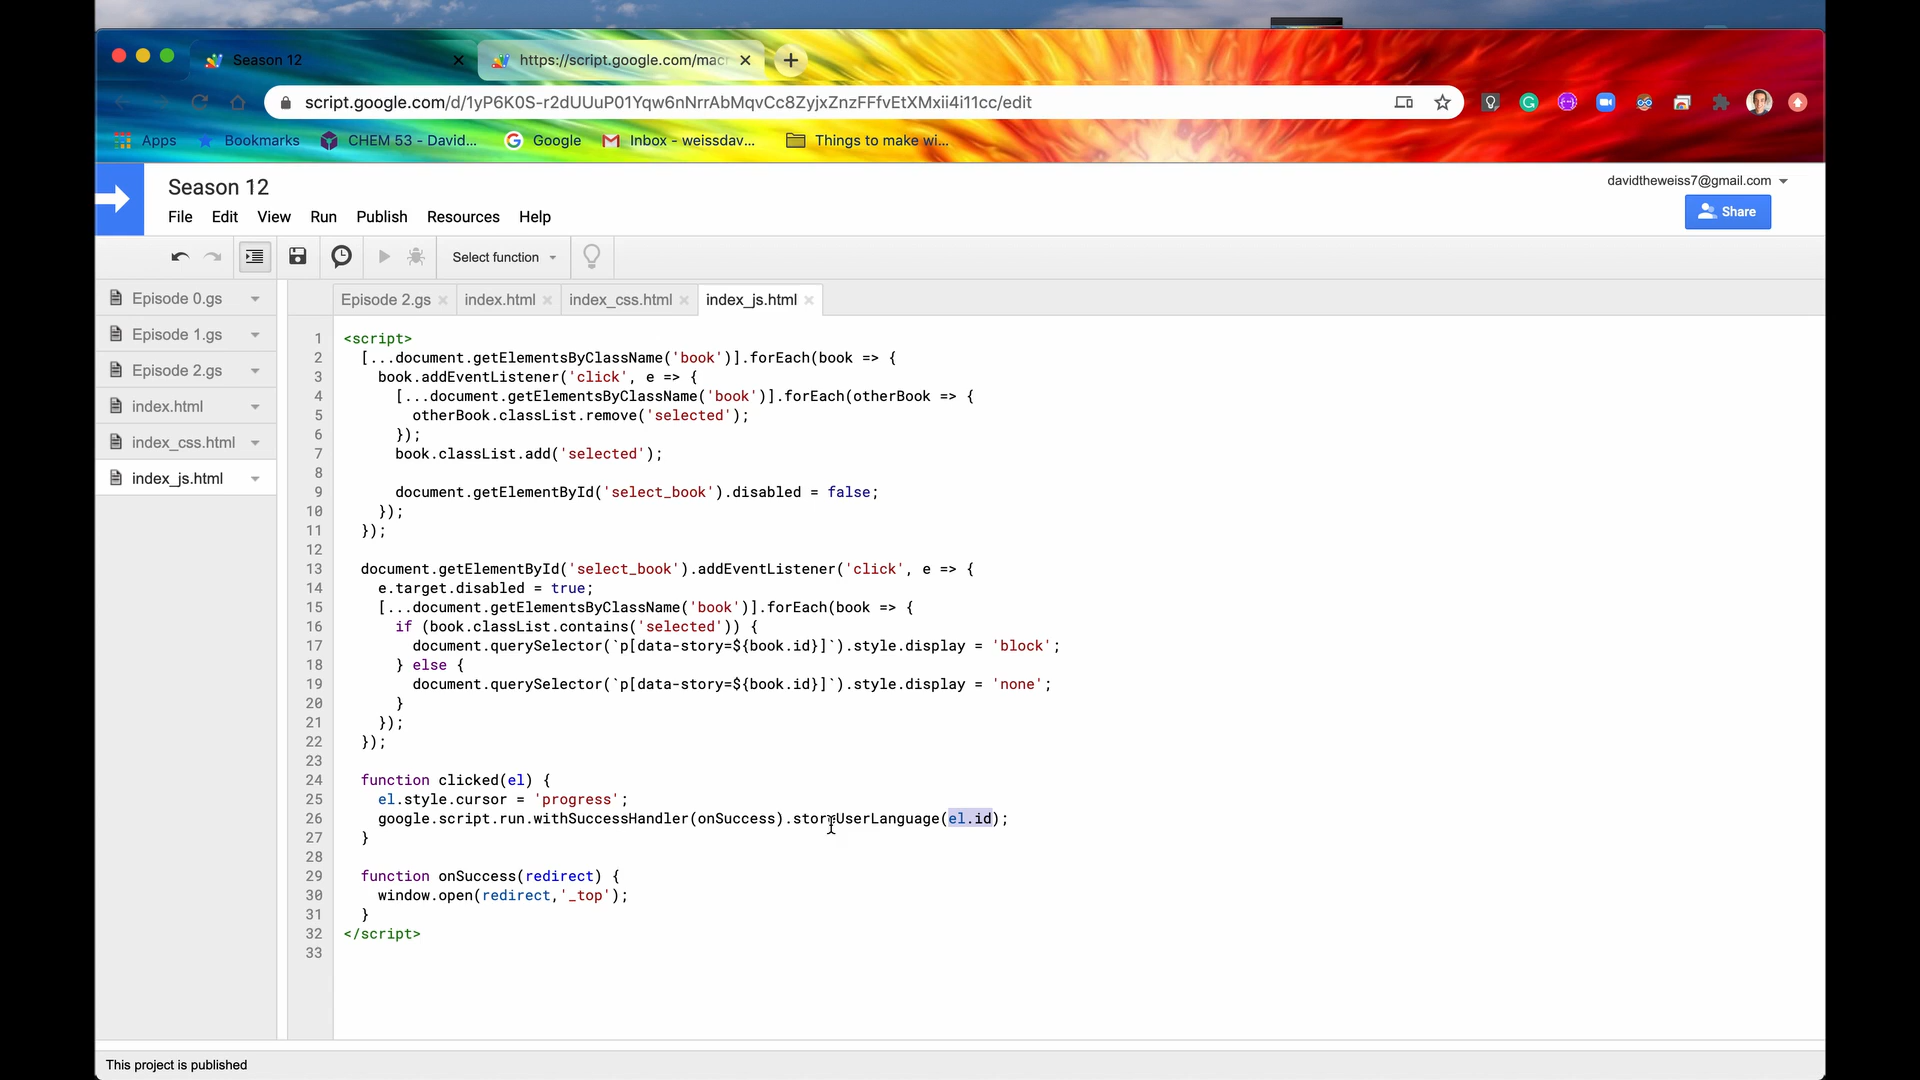 Season 12
https://script.google.com/mac
script.google.com/d/1yP6K0S-r2dUUuP01Yqw6nNrrAbMqvCc8ZyjxZnzFFfvEtXMxii4i11cc/edit
Apps Bookmarks CHEM 53 - David... Google Inbox - weissdav... Things to make wi...
Season 12
davidtheweiss7@gmail.com
File Edit View Run Publish Resources Help
Share
Select function
Episode 0.gs
Episode 1.gs
Episode 2.gs
index.html
index_css.html
index_js.html
Episode 2.gs index.html index_css.html index_js.html
1 <script>
2 [...document.getElementsByClassName('book')].forEach(book => {
3 book.addEventListener('click', e => {
4 [...document.getElementsByClassName('book')].forEach(otherBook => {
5 otherBook.classList.remove('selected');
6 });
7 book.classList.add('selected');
8
9 document.getElementById('select_book').disabled = false;
10 });
11 });
12
13 document.getElementById('select_book').addEventListener('click', e => {
14 e.target.disabled = true;
15 [...document.getElementsByClassName('book')].forEach(book => {
16 if (book.classList.contains('selected')) {
17 document.querySelector(`p[data-story=${book.id}]`).style.display = 'block';
18 } else {
19 document.querySelector(`p[data-story=${book.id}]`).style.display = 'none';
20 }
21 });
22 });
23
24 function clicked(el) {
25 el.style.cursor = 'progress';
26 google.script.run.withSuccessHandler(onSuccess).storeUserLanguage(el.id);
27 }
28
29 function onSuccess(redirect) {
30 window.open(redirect,'_top');
31 }
32 </script>
33
This project is published